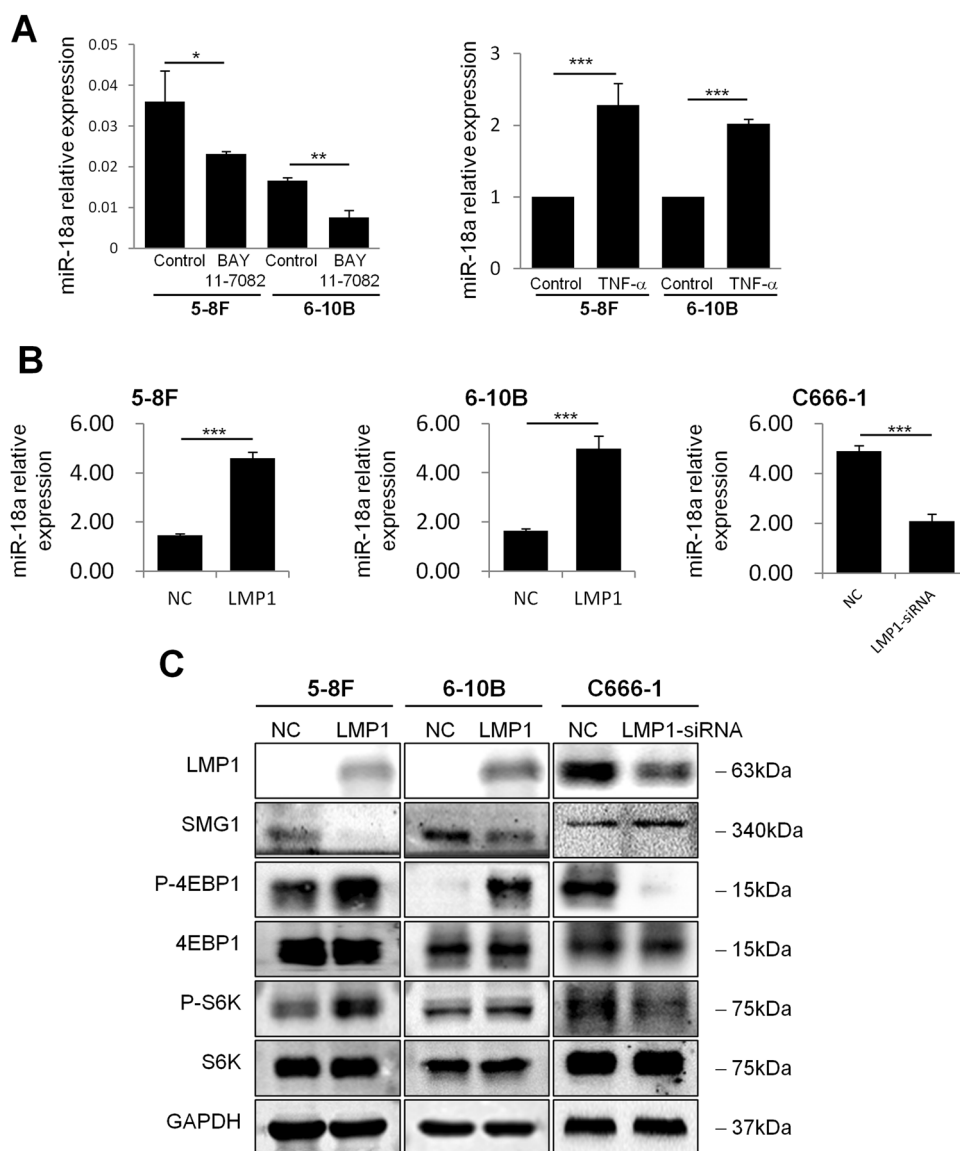 A
miR-18a relative expression
0.05
0.04
0.03
0.02
0.01
0
*
**
Control BAY 11-7082 Control BAY 11-7082
5-8F 6-10B
miR-18a relative expression
3
2
1
0
***
***
Control TNF-α Control TNF-α
5-8F 6-10B
B
5-8F
miR-18a relative
expression
6.00
4.00
2.00
0.00
***
NC LMP1
6-10B
miR-18a relative
expression
6.00
4.00
2.00
0.00
***
NC LMP1
C666-1
miR-18a relative
expression
6.00
4.00
2.00
0.00
***
NC
LMP1-siRNA
C
5-8F 6-10B C666-1
NC LMP1 NC LMP1 NC LMP1-siRNA
LMP1 – 63kDa
SMG1 – 340kDa
P-4EBP1 – 15kDa
4EBP1 – 15kDa
P-S6K – 75kDa
S6K – 75kDa
GAPDH – 37kDa